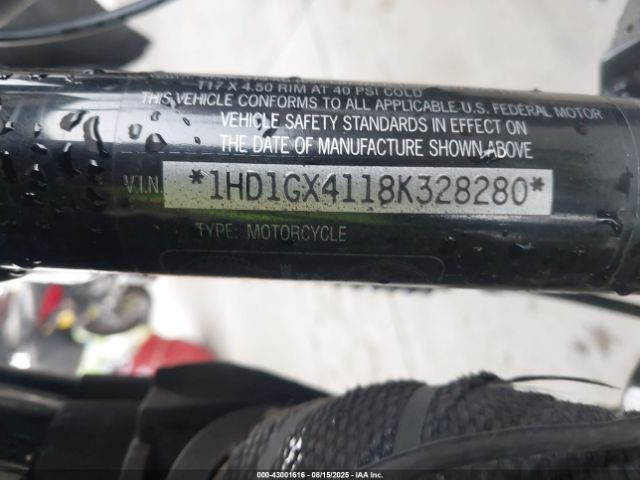 T17 X 4.50 RIM AT 40 PSI COLD
THIS VEHICLE CONFORMS TO ALL APPLICABLE U.S. FEDERAL MOTOR
VEHICLE SAFETY STANDARDS IN EFFECT ON
THE DATE OF MANUFACTURE SHOWN ABOVE
V.I.N. *1HD1GX4118K328280*
TYPE: MOTORCYCLE
000-43001616 - 08/15/2025 - IAAI, Inc.